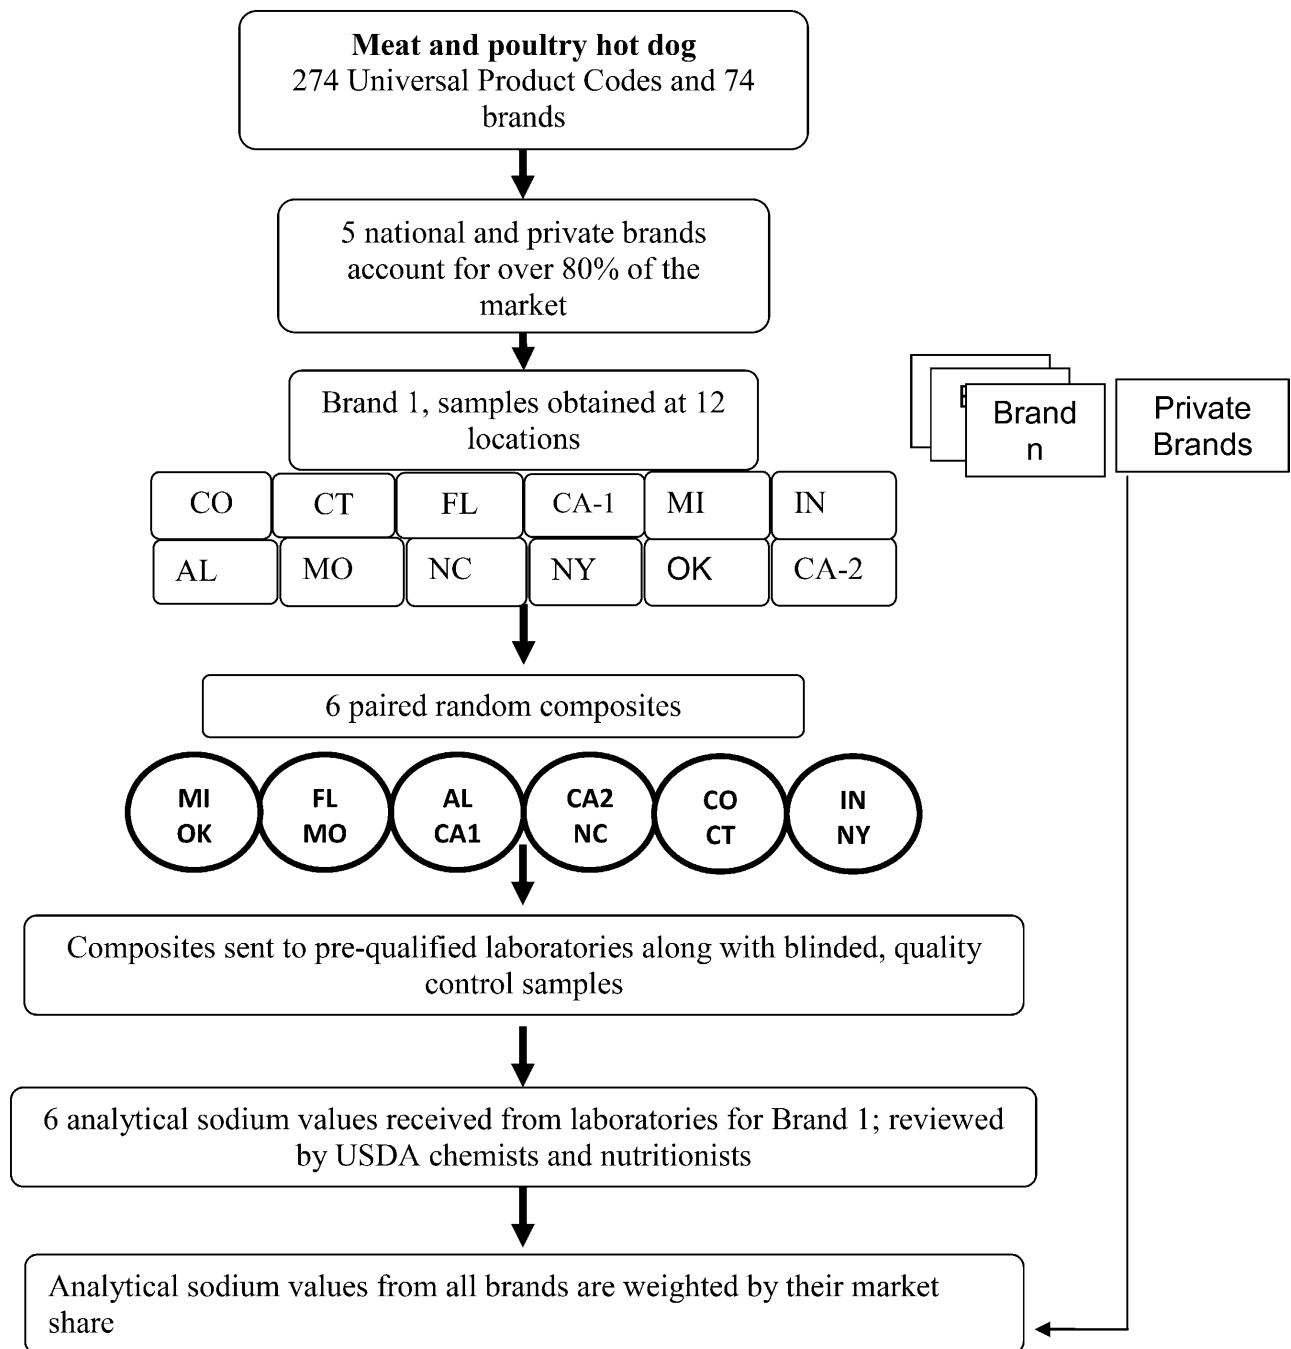 Meat and poultry hot dog
274 Universal Product Codes and 74
brands
5 national and private brands
account for over 80% of the
market
Brand 1, samples obtained at 12
locations
Brand
n
Private
Brands
CO
CT
FL
CA-1
MI
IN
AL
MO
NC
NY
OK
CA-2
6 paired random composites
MI
OK
FL
MO
AL
CA1
CA2
NC
CO
CT
IN
NY
Composites sent to pre-qualified laboratories along with blinded, quality
control samples
6 analytical sodium values received from laboratories for Brand 1; reviewed
by USDA chemists and nutritionists
Analytical sodium values from all brands are weighted by their market
share